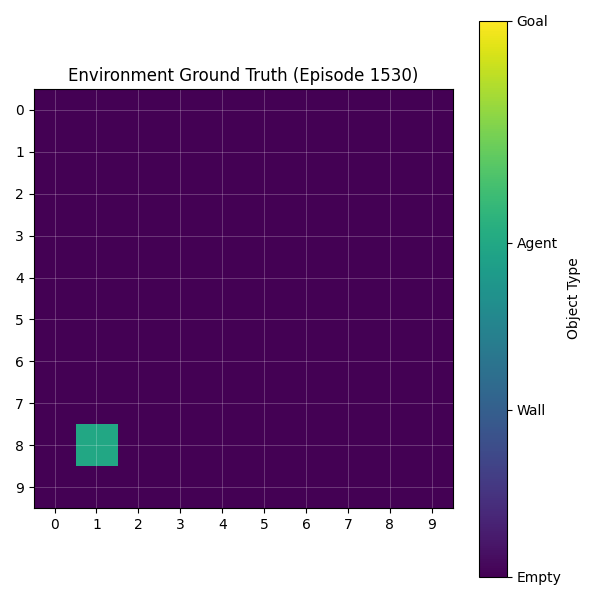 Environment Ground Truth (Episode 1530)
0
1
2
3
4
5
6
7
8
9
0 1 2 3 4 5 6 7 8 9
Goal
Agent
Wall
Empty
Object Type